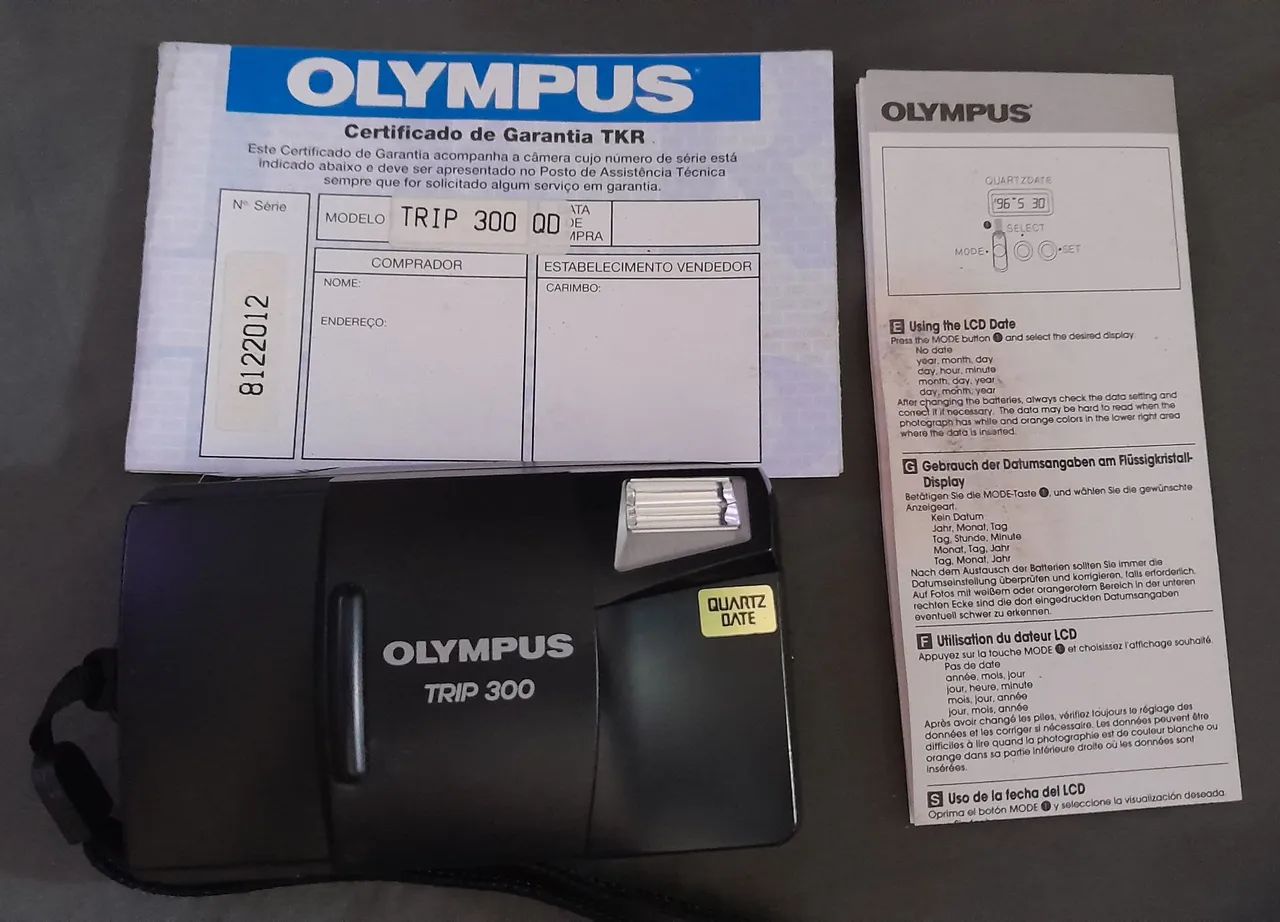 OLYMPUS
Certificado de Garantia TKR
Este Certificado de Garantia acompanha a câmera cujo número de série está
indicado abaixo e deve ser apresentado no Posto de Assistência Técnica
sempre que for solicitado algum serviço em garantia.
Nº Série
8122012
MODELO
TRIP 300 QD
ATA
DE
MPRA
COMPRADOR
NOME:
ENDEREÇO:
ESTABELECIMENTO VENDEDOR
CARIMBO:
OLYMPUS
TRIP 300
QUARTZ
DATE
OLYMPUS
QUARTZDATE
'96 5 30
SELECT
MODE
SET
E Using the LCD Date
Press the MODE button 1 and select the desired display.
No date
year, month, day
day, hour, minute
month, day, year
day, month, year
After changing the batteries, always check the data setting and
correct it if necessary. The data may be hard to read when the
photograph has white and orange colors in the lower right area
where the data is inserted.
G Gebrauch der Datumsangaben am Flüssigkristall-
Display
Betätigen Sie die MODE-Taste 1, und wählen Sie die gewünschte
Anzeigeart.
Kein Datum
Jahr, Monat, Tag
Tag, Stunde, Minute
Monat, Tag, Jahr
Tag, Monat, Jahr
Nach dem Austausch der Batterien sollten Sie immer die
Datumseinstellung überprüfen und korrigieren, falls erforderlich.
Auf Fotos mit weißem oder orangerotem Bereich in der unteren
rechten Ecke sind die dort eingedruckten Datumsangaben
eventuell schwer zu erkennen.
F Utilisation du dateur LCD
Appuyez sur la touche MODE 1 et choisissez l'affichage souhaité.
Pas de date
année, mois, jour
jour, heure, minute
mois, jour, année
jour, mois, année
Après avoir changé les piles, vérifiez toujours le réglage des
données et les corriger si nécessaire. Les données peuvent être
difficiles à lire quand la photographie est de couleur blanche ou
orange dans sa partie inférieure droite où les données sont
insérées.
S Uso de la fecha del LCD
Oprima el botón MODE 1 y seleccione la visualización deseada.